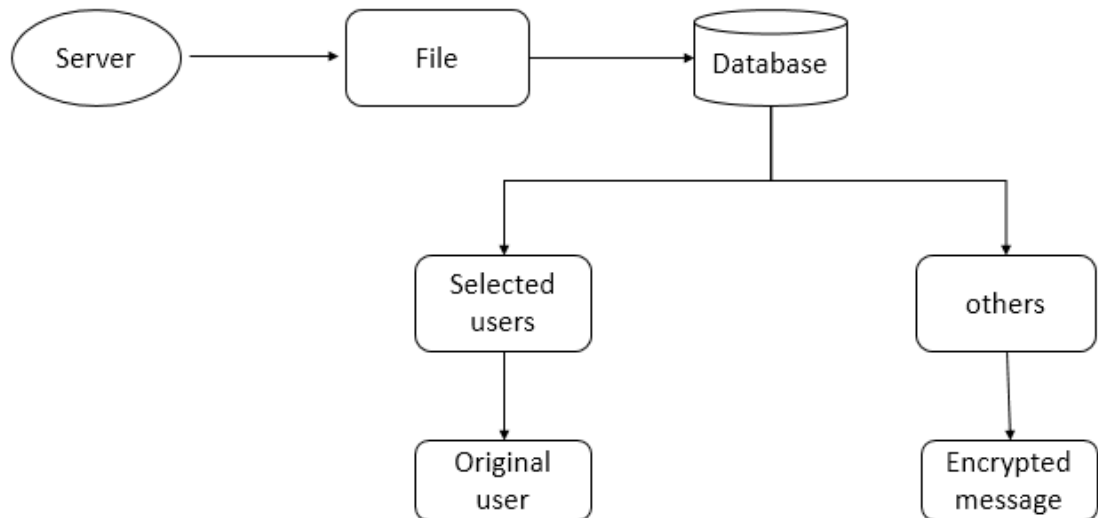 Server
File
Database
Selected
users
others
Original
user
Encrypted
message